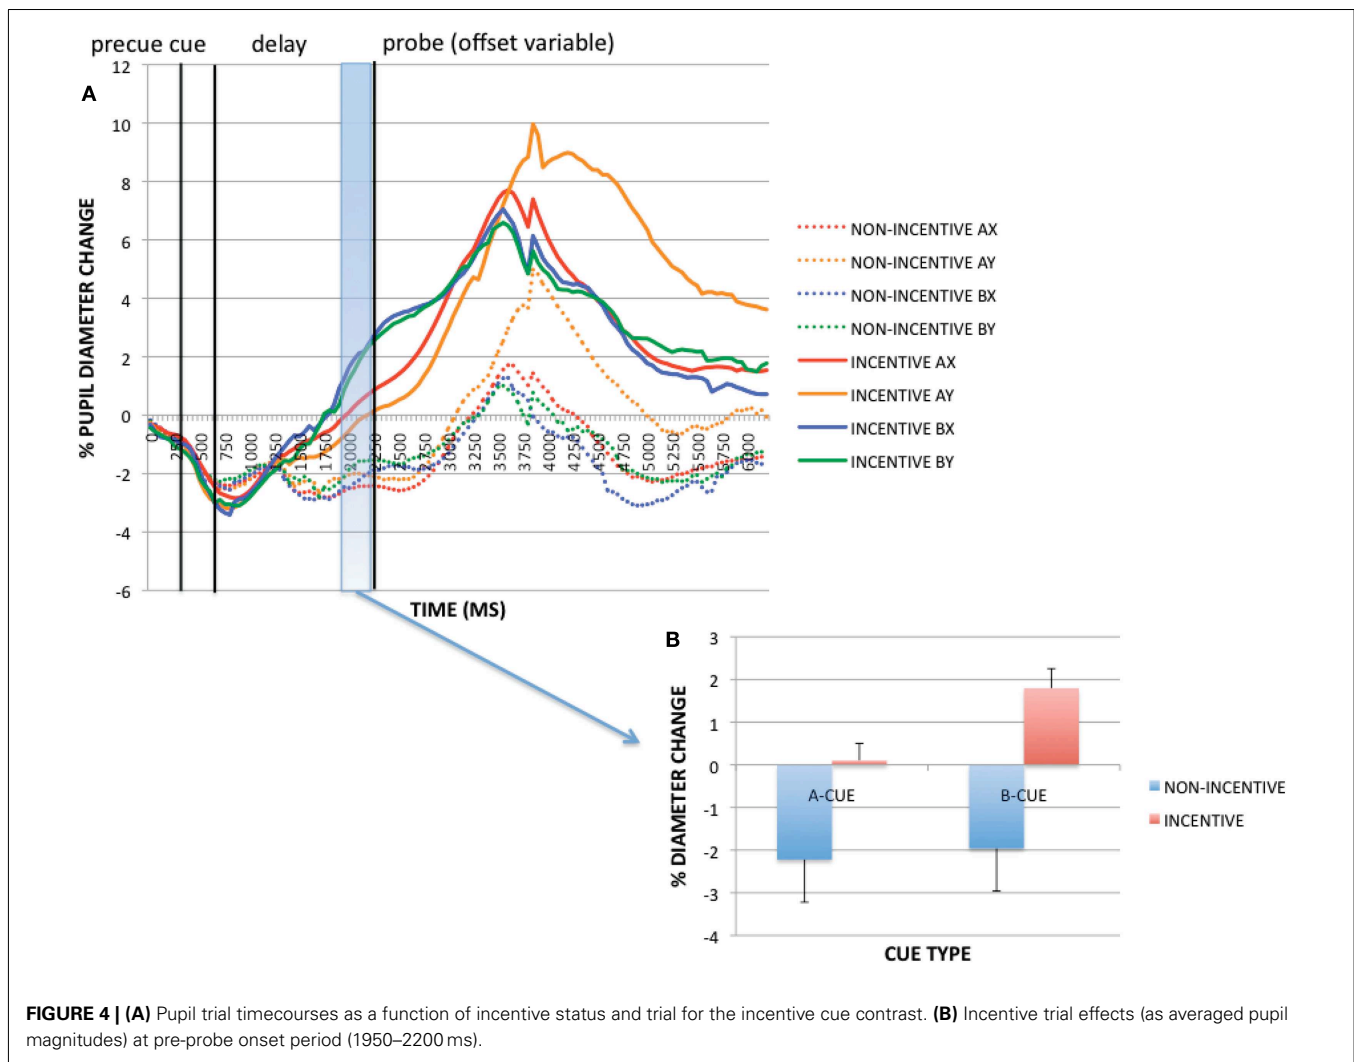 precue cue delay probe (offset variable)
A
% PUPIL DIAMETER CHANGE
12
10
8
6
4
2
0
-2
-4
-6
0 250 5000 750 1000 1250 1500 1750 2000 2250 2500 2750 3000 3250 3500 3750 4000 4250 4500 4750 5000 5250 5500 5750 6000
TIME (MS)
NON-INCENTIVE AX
NON-INCENTIVE AY
NON-INCENTIVE BX
NON-INCENTIVE BY
INCENTIVE AX
INCENTIVE AY
INCENTIVE BX
INCENTIVE BY
B
% DIAMETER CHANGE
3
2
1
0
-1
-2
-3
-4
A-CUE B-CUE
CUE TYPE
NON-INCENTIVE
INCENTIVE
FIGURE 4 | (A) Pupil trial timecourses as a function of incentive status and trial for the incentive cue contrast. (B) Incentive trial effects (as averaged pupil
magnitudes) at pre-probe onset period (1950–2200 ms).